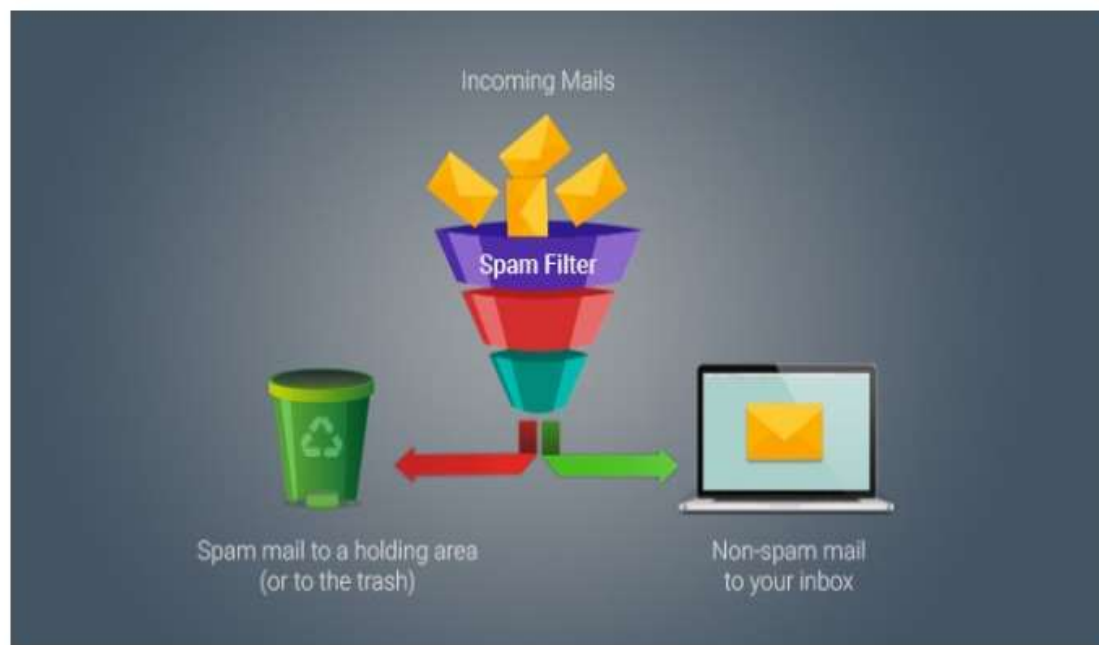 Incoming Mails
Spam Filter
Spam mail to a holding area
(or to the trash)
Non-spam mail
to your inbox